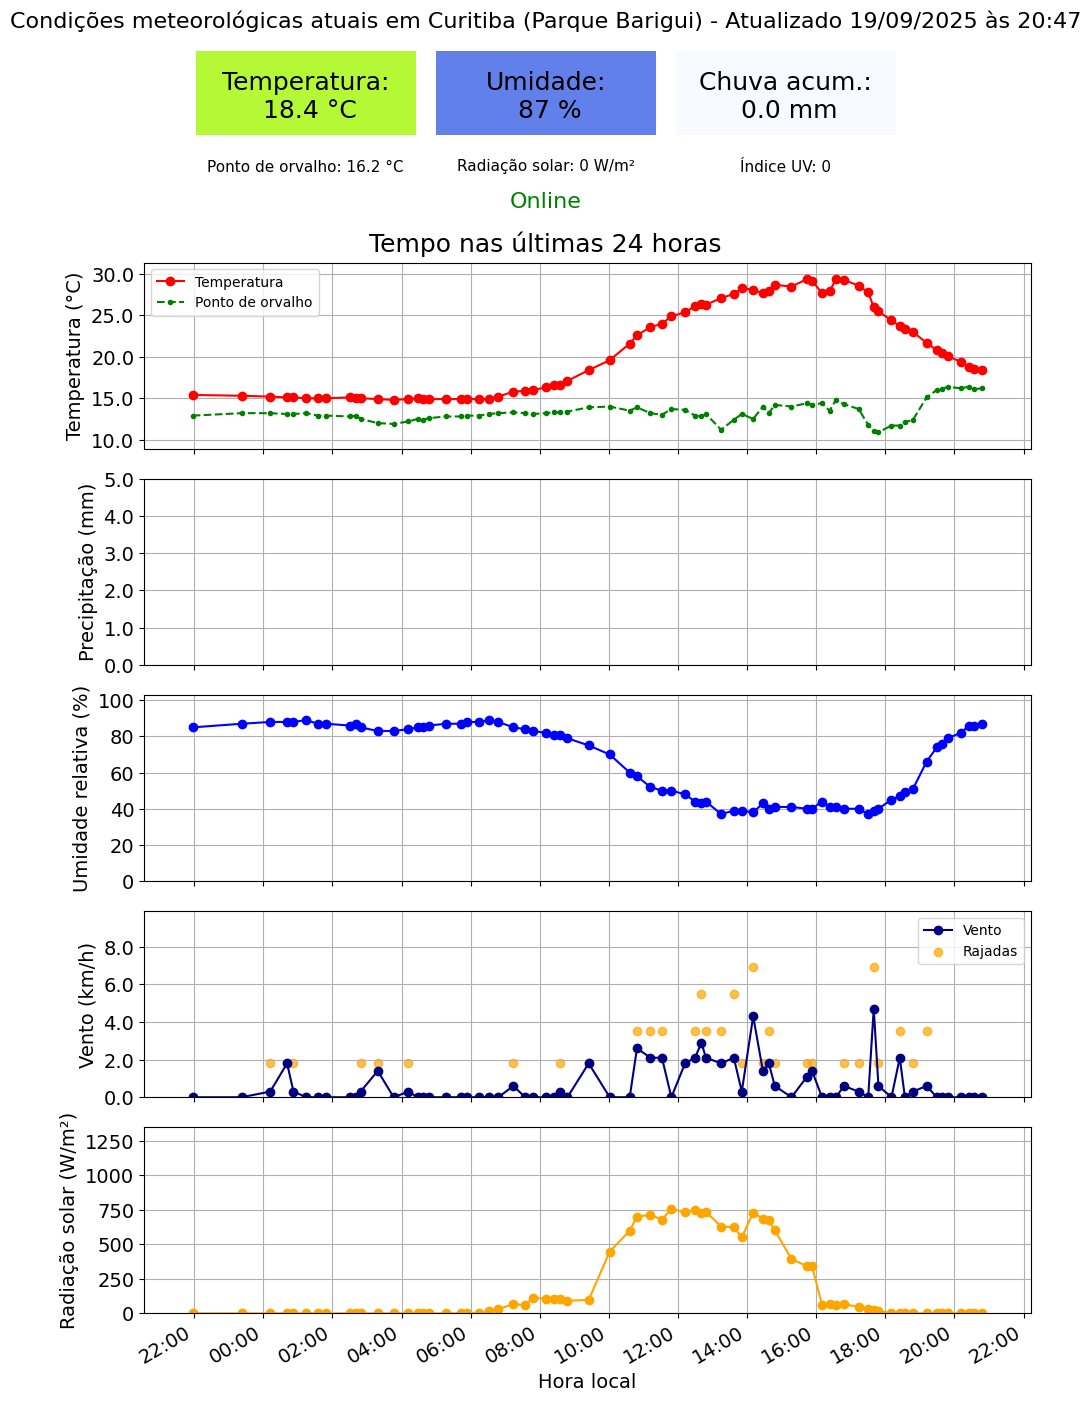 Condições meteorológicas atuais em Curitiba (Parque Barigui) - Atualizado 19/09/2025 às 20:47
Temperatura:
18.4 °C
Umidade:
87 %
Chuva acum.:
0.0 mm
Ponto de orvalho: 16.2 °C
Radiação solar: 0 W/m²
Índice UV: 0
Online
Tempo nas últimas 24 horas
Temperatura (°C)
30.0
25.0
20.0
15.0
10.0
Temperatura
Ponto de orvalho
Precipitação (mm)
5.0
4.0
3.0
2.0
1.0
0.0
Umidade relativa (%)
100
80
60
40
20
0
Vento (km/h)
8.0
6.0
4.0
2.0
0.0
Vento
Rajadas
Radiação solar (W/m²)
1250
1000
750
500
250
0
22:00
00:00
02:00
04:00
06:00
08:00
10:00
12:00
14:00
16:00
18:00
20:00
22:00
Hora local